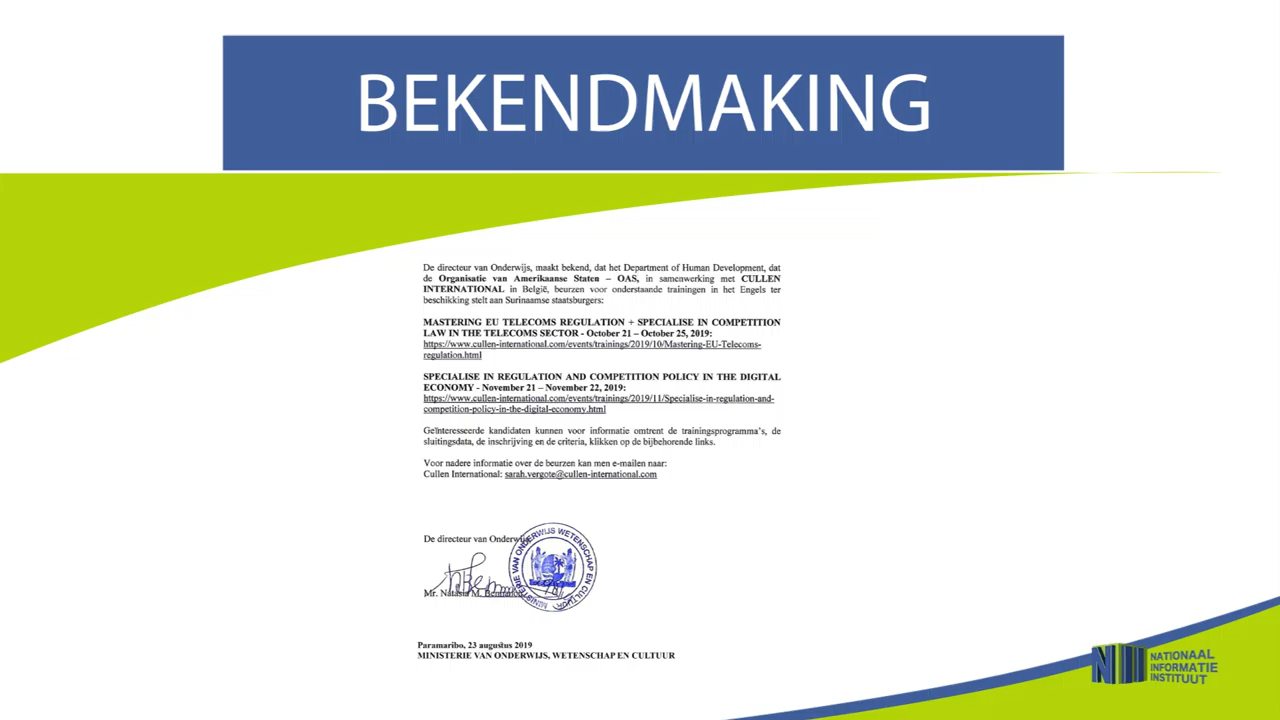 BEKENDMAKING
De directeur van Onderwijs, maakt bekend, dat het Department of Human Development, dat
de Organisatie van Amerikaanse Staten – OAS, in samenwerking met CULLEN
INTERNATIONAL in België, beurzen voor onderstaande trainingen in het Engels ter
beschikking stelt aan Surinaamse staatsburgers:
MASTERING EU TELECOMS REGULATION + SPECIALISE IN COMPETITION
LAW IN THE TELECOMS SECTOR - October 21 – October 25, 2019:
https://www.cullen-international.com/events/trainings/2019/10/Mastering-EU-Telecoms-
regulation.html
SPECIALISE IN REGULATION AND COMPETITION POLICY IN THE DIGITAL
ECONOMY - November 21 – November 22, 2019:
https://www.cullen-international.com/events/trainings/2019/11/Specialise-in-regulation-and-
competition-policy-in-the-digital-economy.html
Geïnteresseerde kandidaten kunnen voor informatie omtrent de trainingsprogramma's, de
sluitingsdata, de inschrijving en de criteria, klikken op de bijbehorende links.
Voor nadere informatie over de beurzen kan men e-mailen naar:
Cullen International: sarah.vergote@cullen-international.com
De directeur van Onderwijs
MINISTERIE VAN ONDERWIJS WETENSCHAP EN CULTUUR
Mr. Natasia M.
Paramaribo, 23 augustus 2019
MINISTERIE VAN ONDERWIJS, WETENSCHAP EN CULTUUR
NATIONAAL
INFORMATIE
INSTITUUT